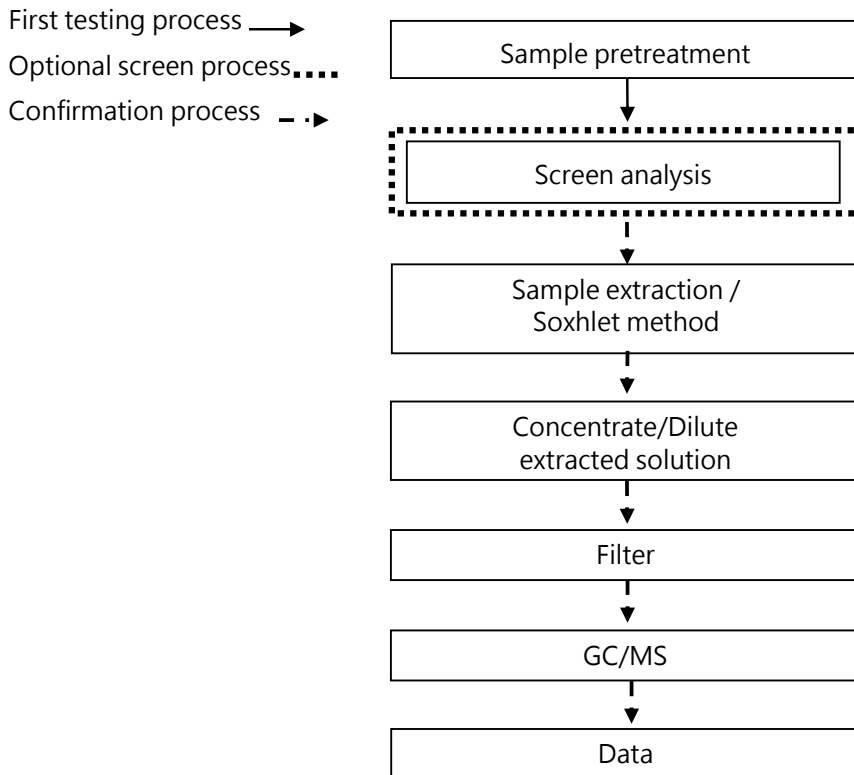 First testing process
Optional screen process
Confirmation process
Sample pretreatment
Screen analysis
Sample extraction /
Soxhlet method
Concentrate/Dilute
extracted solution
Filter
GC/MS
Data